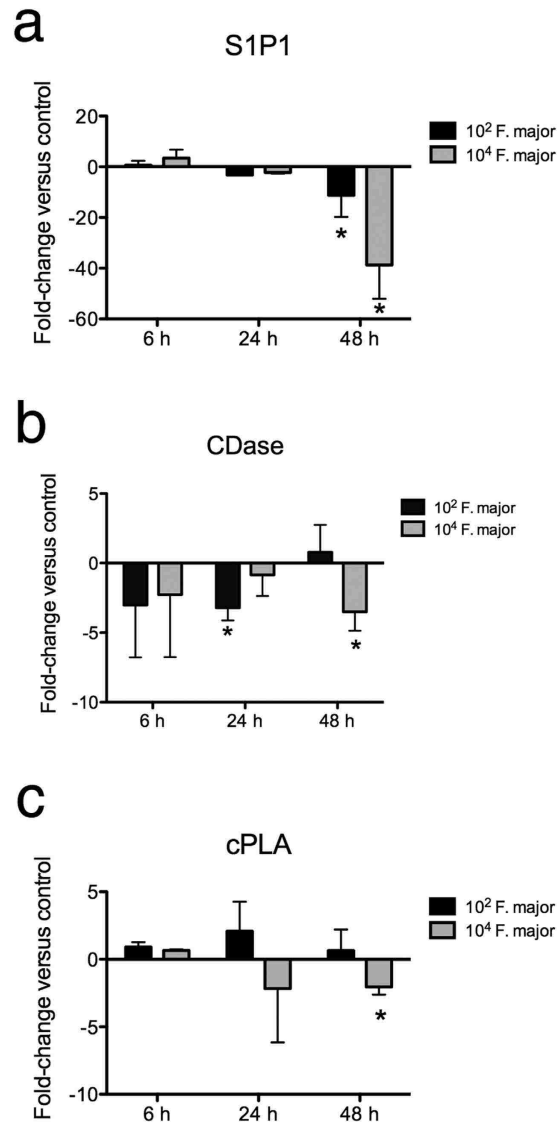 a
S1P1
Fold-change versus control
20
0
-20
-40
-60
10² F. major
10⁴ F. major
*
*
6 h 24 h 48 h
b
CDase
Fold-change versus control
5
0
-5
-10
10² F. major
10⁴ F. major
*
*
6 h 24 h 48 h
c
cPLA
Fold-change versus control
5
0
-5
-10
10² F. major
10⁴ F. major
*
6 h 24 h 48 h